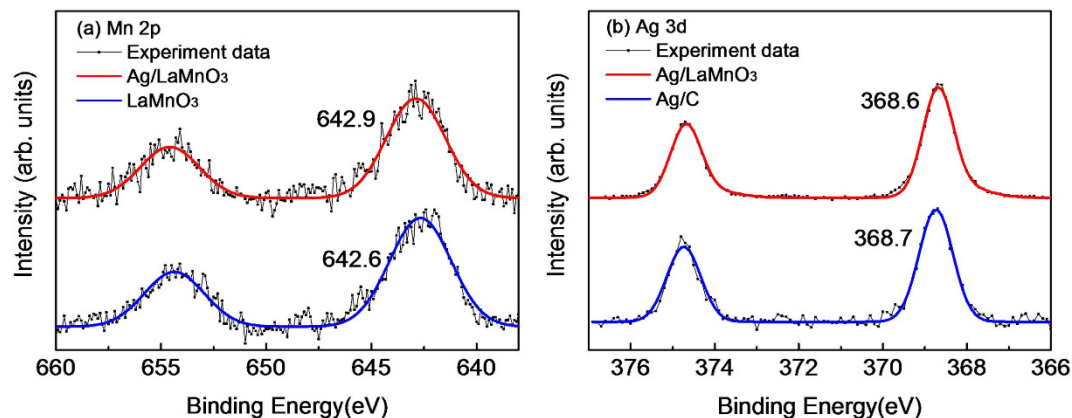 (a) Mn 2p
Experiment data
Ag/LaMnO₃
LaMnO₃
642.9
642.6
Intensity (arb. units)
660 655 650 645 640
Binding Energy(eV)
(b) Ag 3d
Experiment data
Ag/LaMnO₃
Ag/C
368.6
368.7
Intensity (arb. units)
376 374 372 370 368 366
Binding Energy(eV)